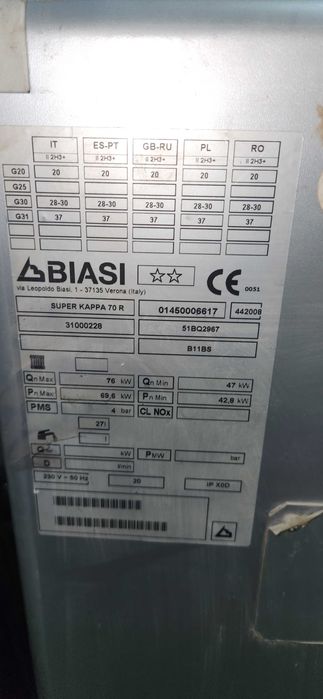 IT ES-PT GB-RU PL RO
II 2H3+ II 2H3+ II 2H3+ II 2H3+ II 2H3+
G20 20 20 20 20 20
G25
G30 28-30 28-30 28-30 28-30 28-30
G31 37 37 37 37 37
BIASI ☆☆ CE 0051
via Leopoldo Biasi, 1 - 37135 Verona (Italy)
SUPER KAPPA 70 R 01450006617 442008
31000228 51BQ2967
B11BS
Qn Max 76 kW Qn Min 47 kW
Pn Max 69,6 kW Pn Min 42,8 kW
PMS 4 bar CL NOx
27l
l
kW PMW bar
D l/min
230 V ~ 50 Hz 20 IP X0D